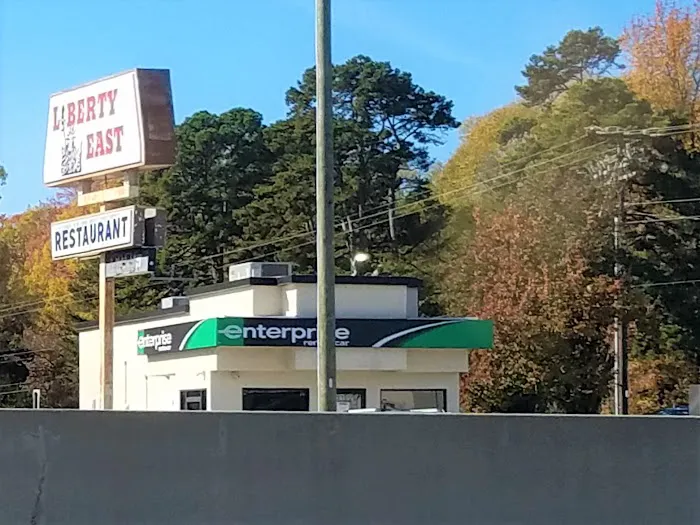 LIBERTY
EAST
RESTAURANT
enterprise
enterprise
rent-a-car